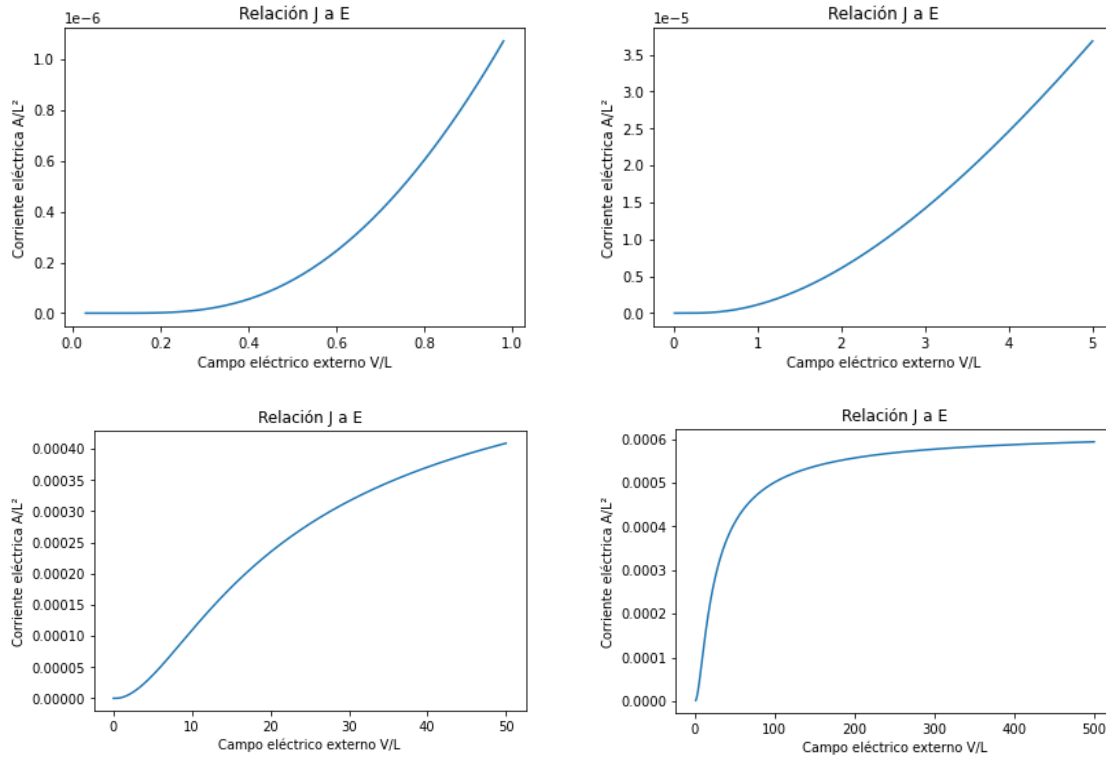 Relación J a E
1e−6
Corriente eléctrica A/L²
1.0
0.8
0.6
0.4
0.2
0.0
0.0 0.2 0.4 0.6 0.8 1.0
Campo eléctrico externo V/L
Relación J a E
1e−5
Corriente eléctrica A/L²
3.5
3.0
2.5
2.0
1.5
1.0
0.5
0.0
0 1 2 3 4 5
Campo eléctrico externo V/L
Relación J a E
Corriente eléctrica A/L²
0.00040
0.00035
0.00030
0.00025
0.00020
0.00015
0.00010
0.00005
0.00000
0 10 20 30 40 50
Campo eléctrico externo V/L
Relación J a E
Corriente eléctrica A/L²
0.0006
0.0005
0.0004
0.0003
0.0002
0.0001
0.0000
0 100 200 300 400 500
Campo eléctrico externo V/L